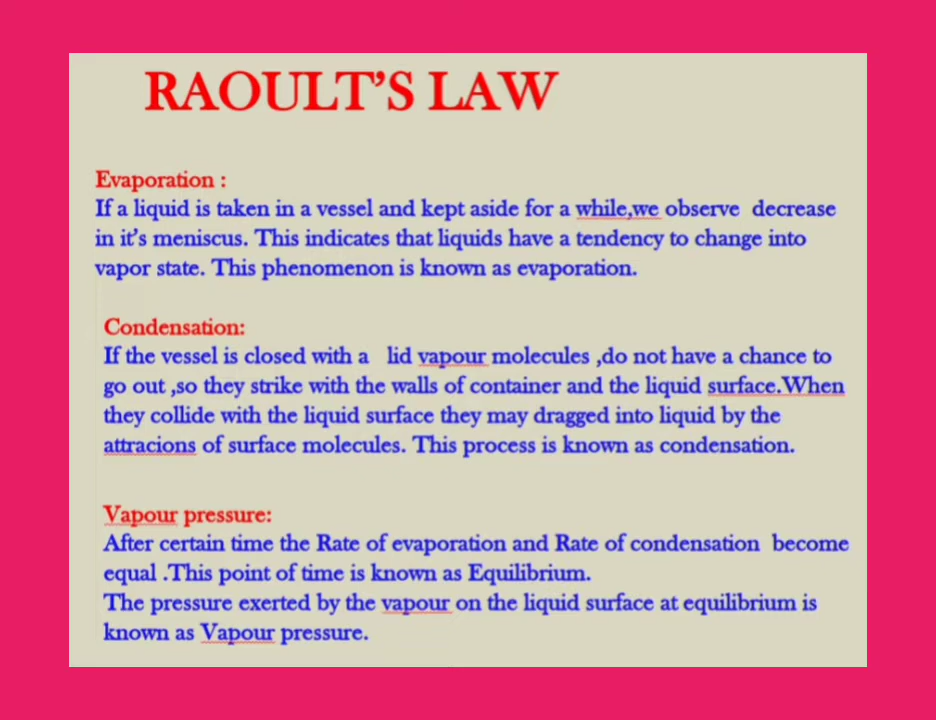 RAOULT'S LAW
Evaporation :
If a liquid is taken in a vessel and kept aside for a while,we observe decrease
in it's meniscus. This indicates that liquids have a tendency to change into
vapor state. This phenomenon is known as evaporation.
Condensation:
If the vessel is closed with a lid vapour molecules ,do not have a chance to
go out ,so they strike with the walls of container and the liquid surface.When
they collide with the liquid surface they may dragged into liquid by the
attracions of surface molecules. This process is known as condensation.
Vapour pressure:
After certain time the Rate of evaporation and Rate of condensation become
equal .This point of time is known as Equilibrium.
The pressure exerted by the vapour on the liquid surface at equilibrium is
known as Vapour pressure.